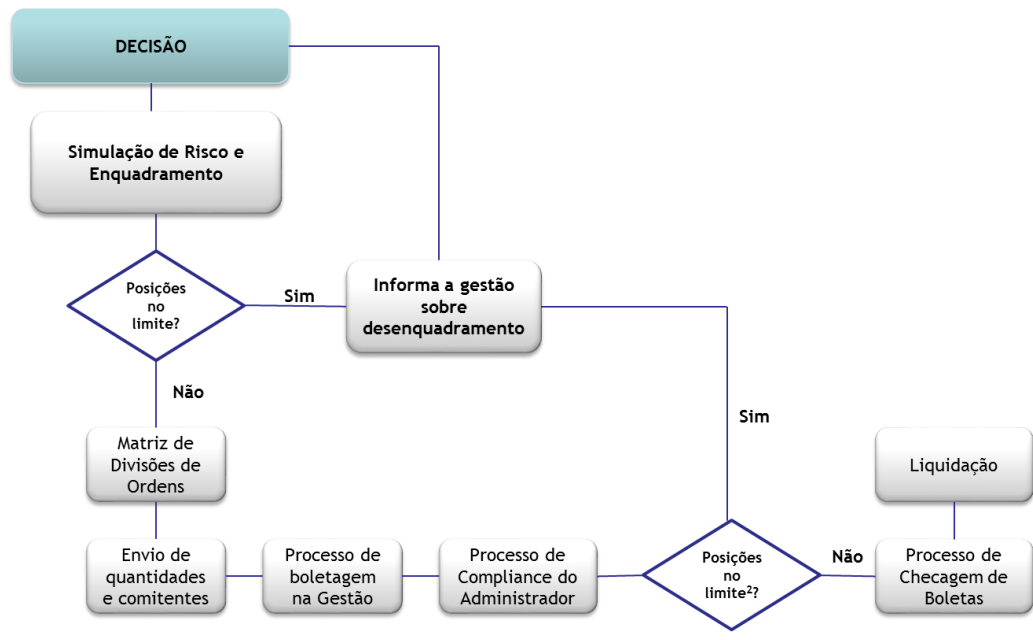 DECISÃO
Simulação de Risco e
Enquadramento
Posições
no
limite?
Sim
Informa a gestão
sobre
desenquadramento
Não
Sim
Matriz de
Divisões de
Ordens
Liquidação
Envio de
quantidades
e comitentes
Processo de
boletagem
na Gestão
Processo de
Compliance do
Administrador
Posições
no
limite²?
Não
Processo de
Checagem de
Boletas